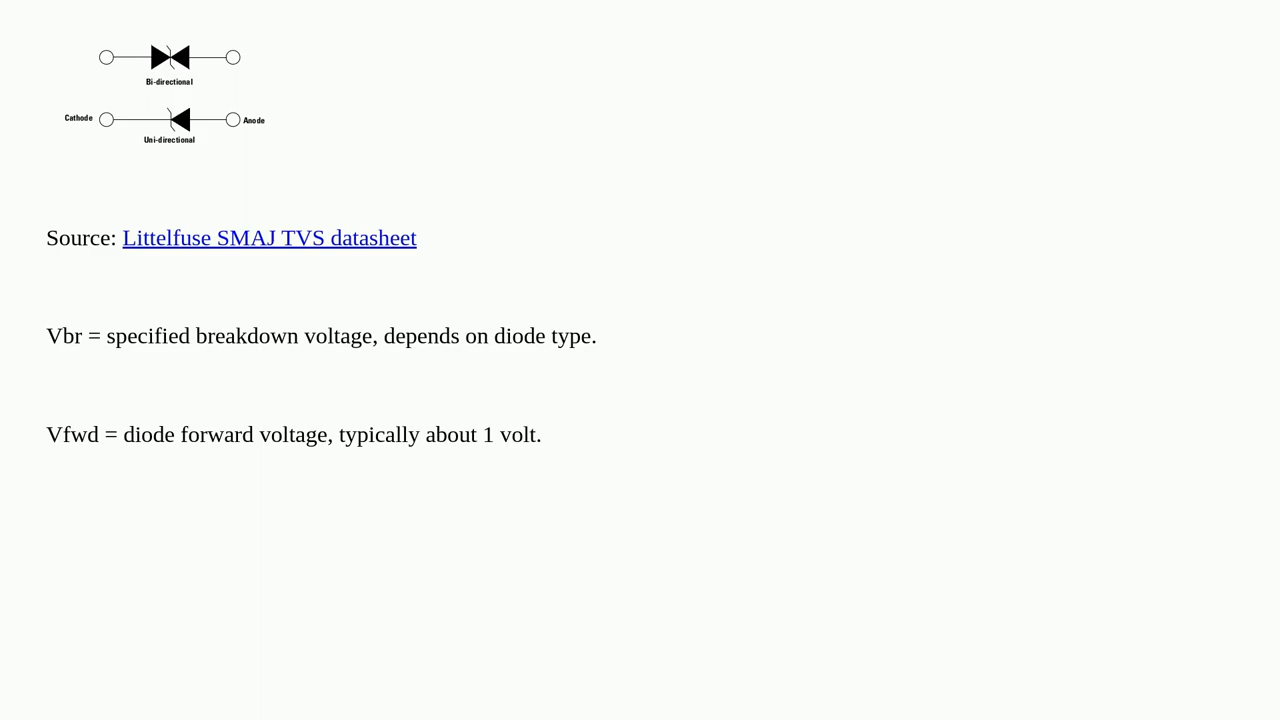 Bi-directional
Cathode Anode
Uni-directional
Source: Littelfuse SMAJ TVS datasheet
Vbr = specified breakdown voltage, depends on diode type.
Vfwd = diode forward voltage, typically about 1 volt.